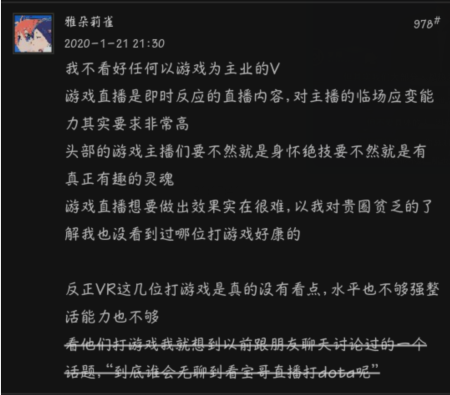 雅朵莉雀
978#
2020-1-21 21:30
我不看好任何以游戏为主业的V
游戏直播是即时反应的直播内容,对主播的临场应变能
力其实要求非常高
头部的游戏主播们要不然就是身怀绝技要不然就是有
真正有趣的灵魂
游戏直播想要做出效果实在很难,以我对贵圈贫乏的了
解我也没看到过哪位打游戏好康的
反正VR这几位打游戏是真的没有看点,水平也不够强整
活能力也不够
看他们打游戏我就想到以前跟朋友聊天讨论过的一个
话题,“到底谁会无聊到看宝哥直播打dota呢”